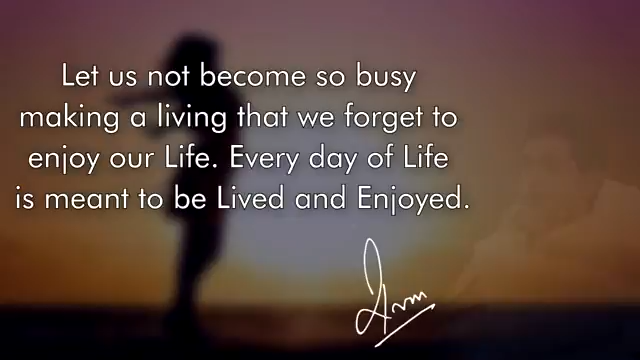 Let us not become so busy
making a living that we forget to
enjoy our Life. Every day of Life
is meant to be Lived and Enjoyed.